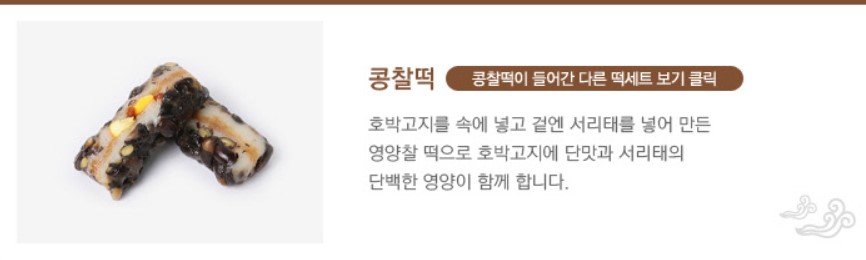 콩찰떡 콩찰떡이 들어간 다른 떡세트 보기 클릭
호박고지를 속에 넣고 겉엔 서리태를 넣어 만든
영양찰 떡으로 호박고지에 단맛과 서리태의
단백한 영양이 함께 합니다.